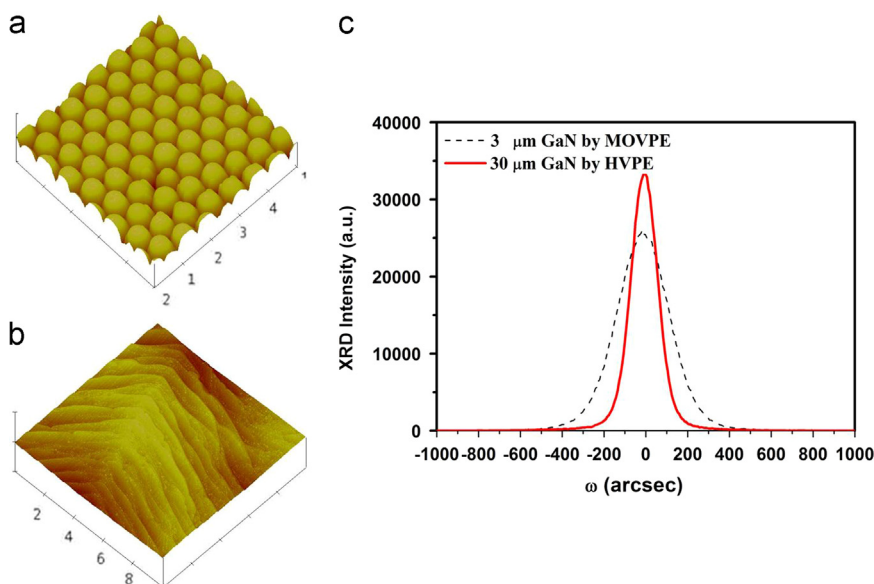 a
1
4
3
2
1
2
b
2
4
6
8
c
40000
3 μm GaN by MOVPE
30 μm GaN by HVPE
30000
20000
10000
0
XRD Intensity (a.u.)
-1000 -800 -600 -400 -200 0 200 400 600 800 1000
ω (arcsec)